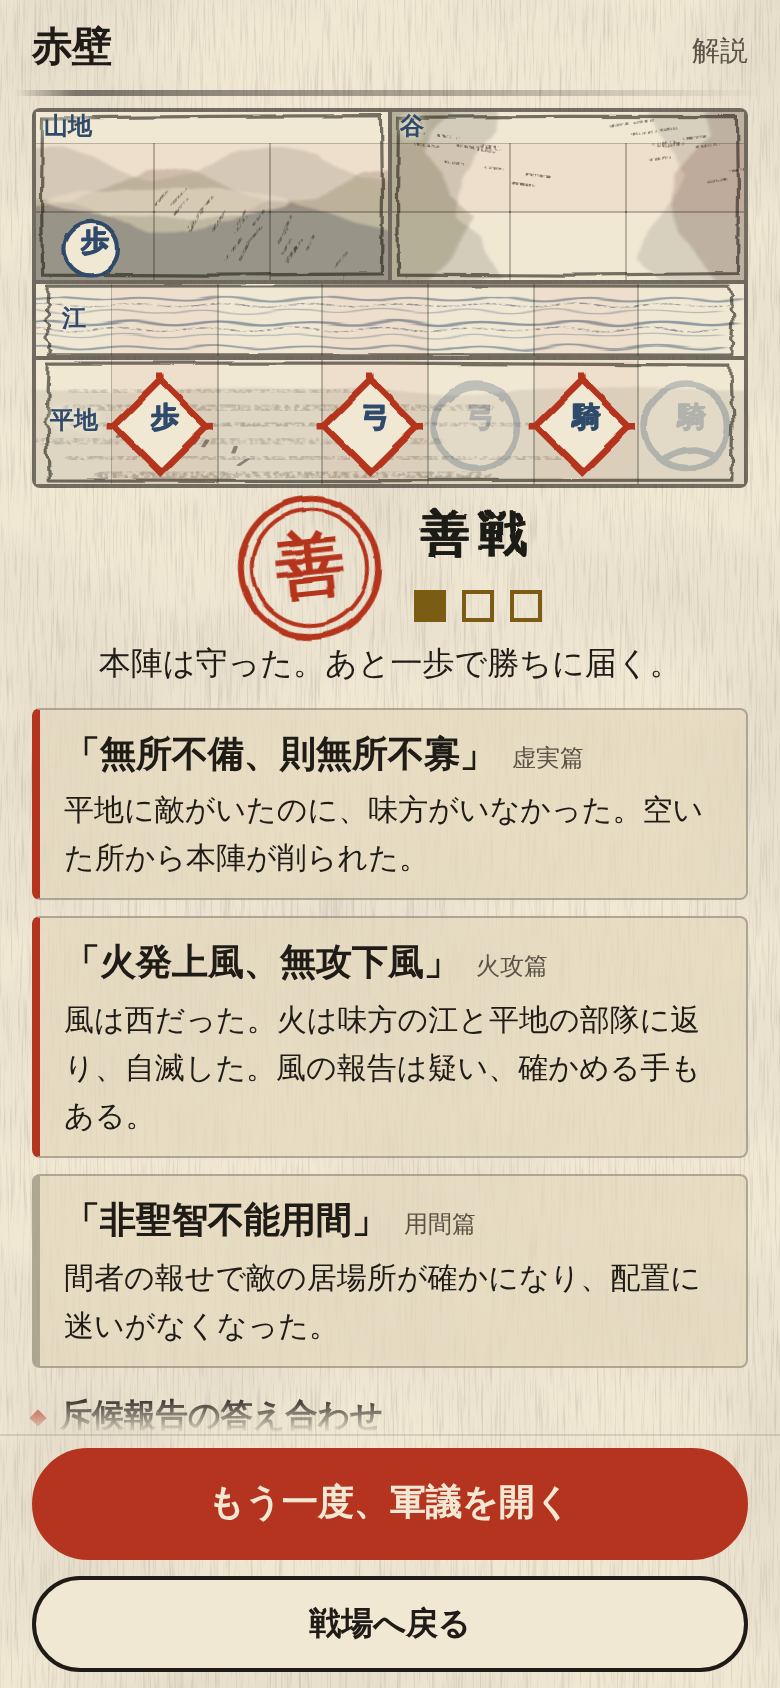 赤壁
解説
山地
谷
歩
江
平地
歩
弓
弓
騎
騎
善
善戦
本陣は守った。あと一歩で勝ちに届く。
「無所不備、則無所不寡」 虚実篇
平地に敵がいたのに、味方がいなかった。空い
た所から本陣が削られた。
「火発上風、無攻下風」 火攻篇
風は西だった。火は味方の江と平地の部隊に返
り、自滅した。風の報告は疑い、確かめる手も
ある。
「非聖智不能用間」 用間篇
間者の報せで敵の居場所が確かになり、配置に
迷いがなくなった。
斥候報告の答え合わせ
もう一度、軍議を開く
戦場へ戻る